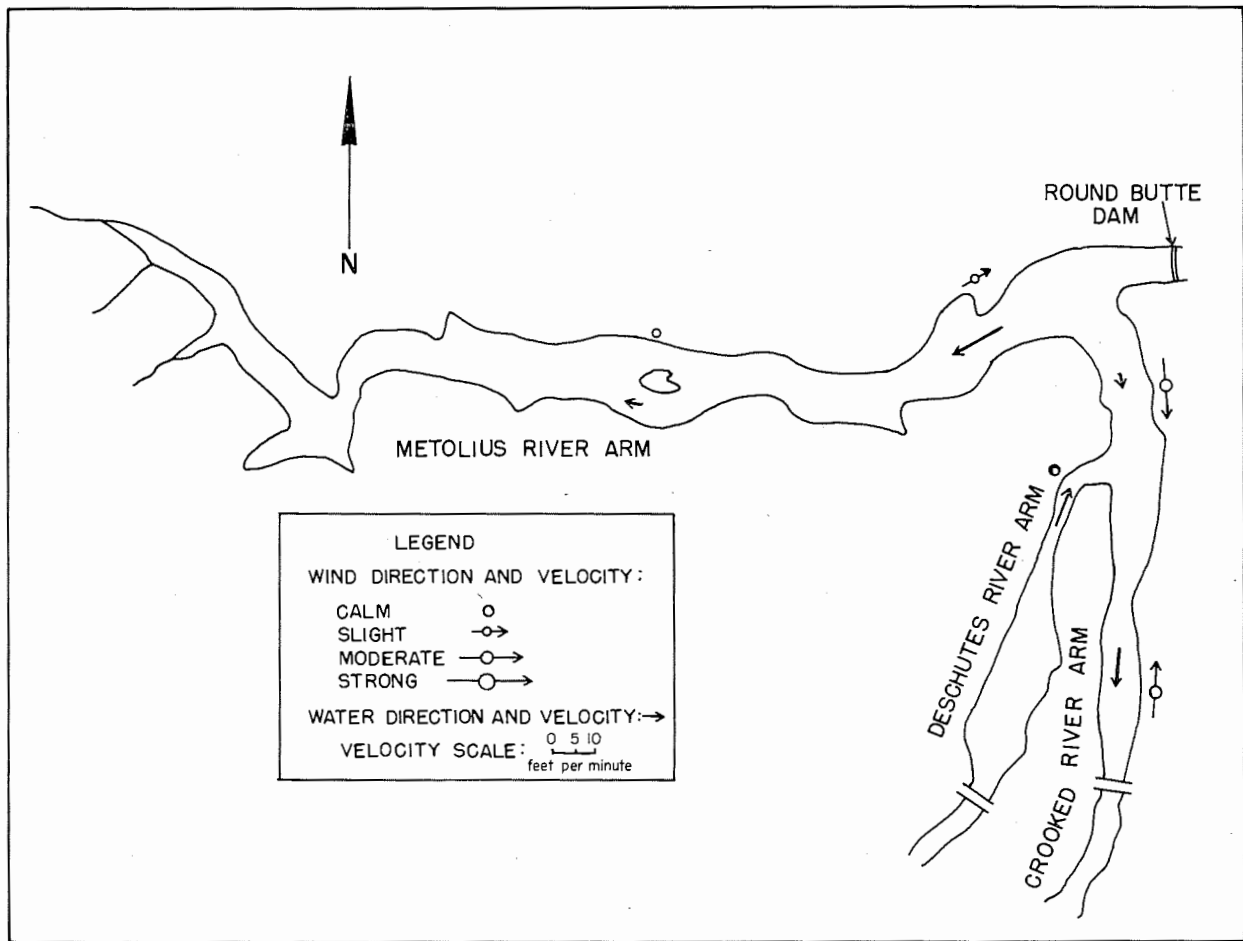 N
ROUND BUTTE
DAM
METOLIUS RIVER ARM
DESCHUTES RIVER ARM
CROOKED RIVER ARM
LEGEND
WIND DIRECTION AND VELOCITY:
CALM
SLIGHT
MODERATE
STRONG
WATER DIRECTION AND VELOCITY:
VELOCITY SCALE: 0 5 10
feet per minute